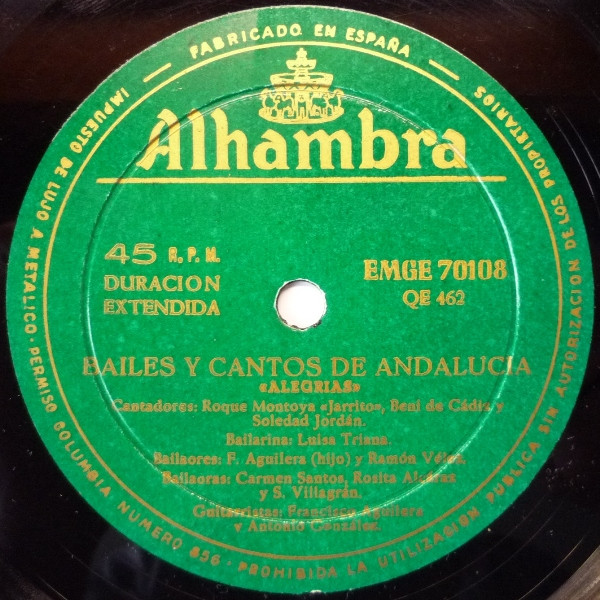 FABRICADO EN ESPAÑA
Alhambra
45 R. P. M.
DURACION
EXTENDIDA
EMGE 70108
QE 462
BAILES Y CANTOS DE ANDALUCIA
«ALEGRIAS»
Cantadores: Roque Montoya «Jarrito», Beni de Cádiz y
Soledad Jordán.
Bailarina: Luisa Triana.
Bailaores: F. Aguilera (hijo) y Ramón Vélez.
Bailaoras: Carmen Santos, Rosita Alcaraz
y S. Villagrán.
Guitarristas: Francisco Aguilera
y Antonio González.
IMPUESTO DE LUJO A METALICO · PERMISO COLUMBIA NUMERO 856 · PROHIBIDA LA UTILIZACION PUBLICA SIN AUTORIZACION DE LOS PROPIETARIOS